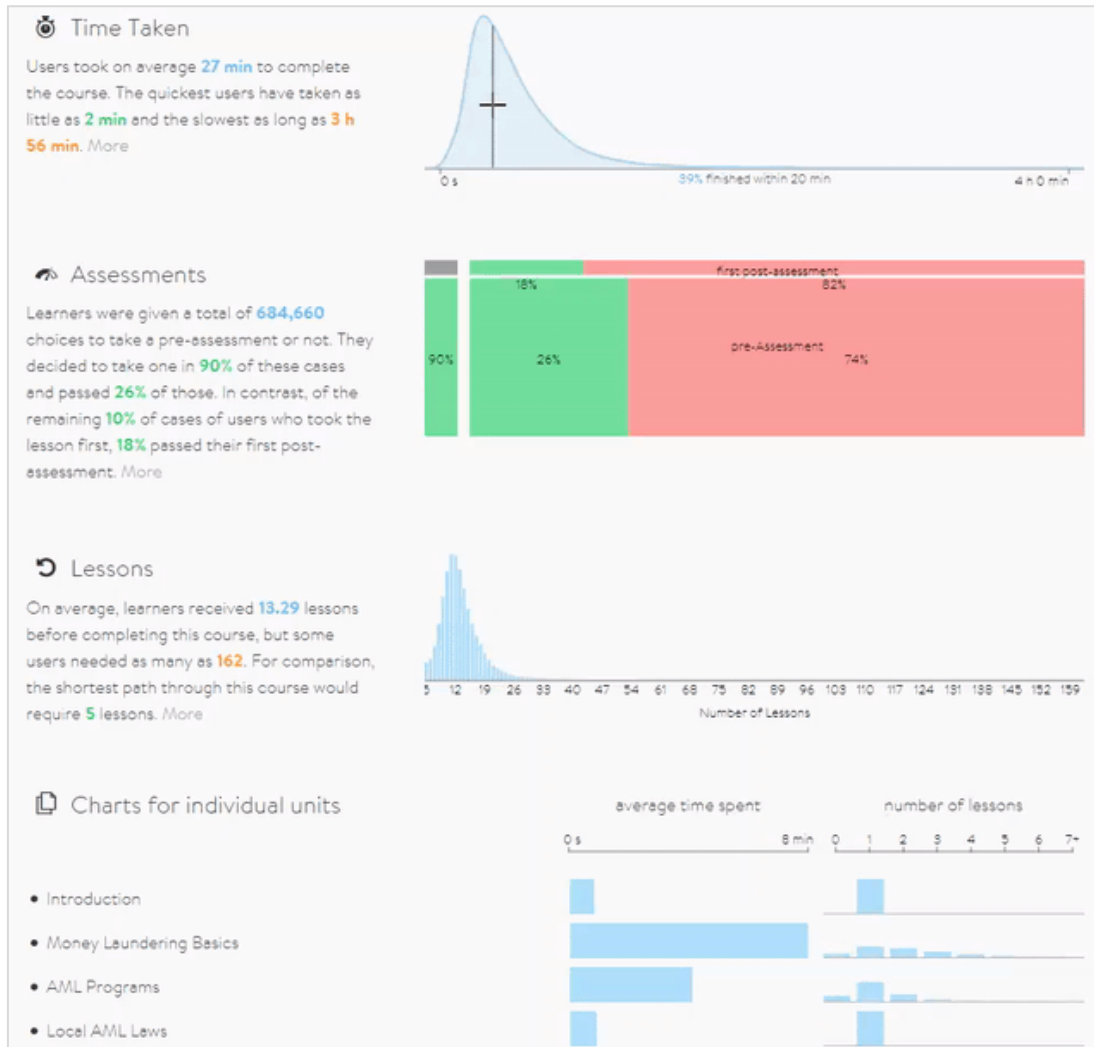 Time Taken
Users took on average 27 min to complete
the course. The quickest users have taken as
little as 2 min and the slowest as long as 3 h
56 min. More
0 s
39% finished within 20 min
4 h 0 min
Assessments
Learners were given a total of 684,660
choices to take a pre-assessment or not. They
decided to take one in 90% of these cases
and passed 26% of those. In contrast, of the
remaining 10% of cases of users who took the
lesson first, 18% passed their first post-
assessment. More
first post-assessment
18%
82%
pre-Assessment
90%
26%
74%
Lessons
On average, learners received 13.29 lessons
before completing this course, but some
users needed as many as 162. For comparison,
the shortest path through this course would
require 5 lessons. More
5 12 19 26 33 40 47 54 61 68 75 82 89 96 103 110 117 124 131 138 145 152 159
Number of Lessons
Charts for individual units
average time spent
number of lessons
0 s
8 min
0 1 2 3 4 5 6 7+
Introduction
Money Laundering Basics
AML Programs
Local AML Laws